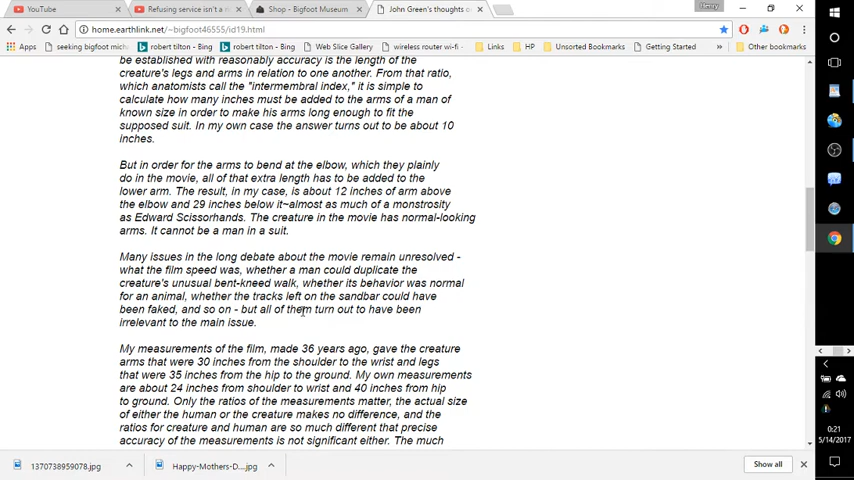 YouTube
Refusing service isn't a r
Shop - Bigfoot Museum
John Green's thoughts o
Henry
home.earthlink.net/~bigfoot46555/id19.html
Apps
seeking bigfoot mich
robert tilton - Bing
robert tilton - Bing
Web Slice Gallery
wireless router wi-fi -
Links
HP
Unsorted Bookmarks
Getting Started
Other bookmarks
be established with reasonably accuracy is the length of the
creature's legs and arms in relation to one another. From that ratio,
which anatomists call the "intermembral index," it is simple to
calculate how many inches must be added to the arms of a man of
known size in order to make his arms long enough to fit the
supposed suit. In my own case the answer turns out to be about 10
inches.
But in order for the arms to bend at the elbow, which they plainly
do in the movie, all of that extra length has to be added to the
lower arm. The result, in my case, is about 12 inches of arm above
the elbow and 29 inches below it~almost as much of a monstrosity
as Edward Scissorhands. The creature in the movie has normal-looking
arms. It cannot be a man in a suit.
Many issues in the long debate about the movie remain unresolved -
what the film speed was, whether a man could duplicate the
creature's unusual bent-kneed walk, whether its behavior was normal
for an animal, whether the tracks left on the sandbar could have
been faked, and so on - but all of them turn out to have been
irrelevant to the main issue.
My measurements of the film, made 36 years ago, gave the creature
arms that were 30 inches from the shoulder to the wrist and legs
that were 35 inches from the hip to the ground. My own measurements
are about 24 inches from shoulder to wrist and 40 inches from hip
to ground. Only the ratios of the measurements matter, the actual size
of either the human or the creature makes no difference, and the
ratios for creature and human are so much different that precise
accuracy of the measurements is not significant either. The much
1370738959078.jpg
Happy-Mothers-D....jpg
Show all
0:21
5/14/2017